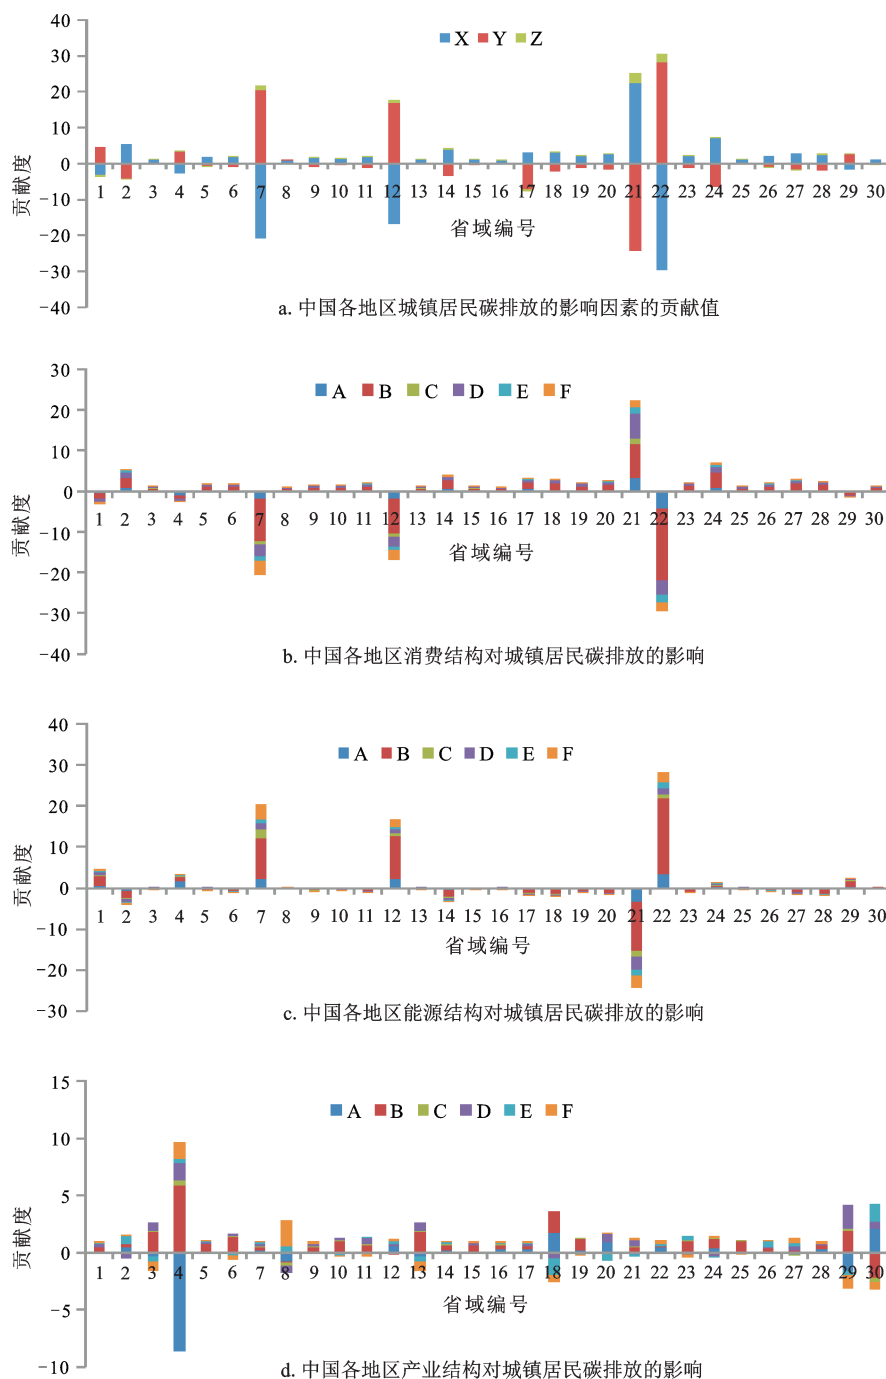 40
30
20
10
0
−10
−20
−30
−40
贡献度
X Y Z
1 2 3 4 5 6 7 8 9 10 11 12 13 14 15 16 17 18 19 20 21 22 23 24 25 26 27 28 29 30
省域编号
a. 中国各地区城镇居民碳排放的影响因素的贡献值
30
20
10
0
−10
−20
−30
−40
贡献度
A B C D E F
1 2 3 4 5 6 7 8 9 10 11 12 13 14 15 16 17 18 19 20 21 22 23 24 25 26 27 28 29 30
省域编号
b. 中国各地区消费结构对城镇居民碳排放的影响
40
30
20
10
0
−10
−20
−30
贡献度
A B C D E F
1 2 3 4 5 6 7 8 9 10 11 12 13 14 15 16 17 18 19 20 21 22 23 24 25 26 27 28 29 30
省域编号
c. 中国各地区能源结构对城镇居民碳排放的影响
15
10
5
0
−5
−10
贡献度
A B C D E F
1 2 3 4 5 6 7 8 9 10 11 12 13 14 15 16 17 18 19 20 21 22 23 24 25 26 27 28 29 30
省域编号
d. 中国各地区产业结构对城镇居民碳排放的影响